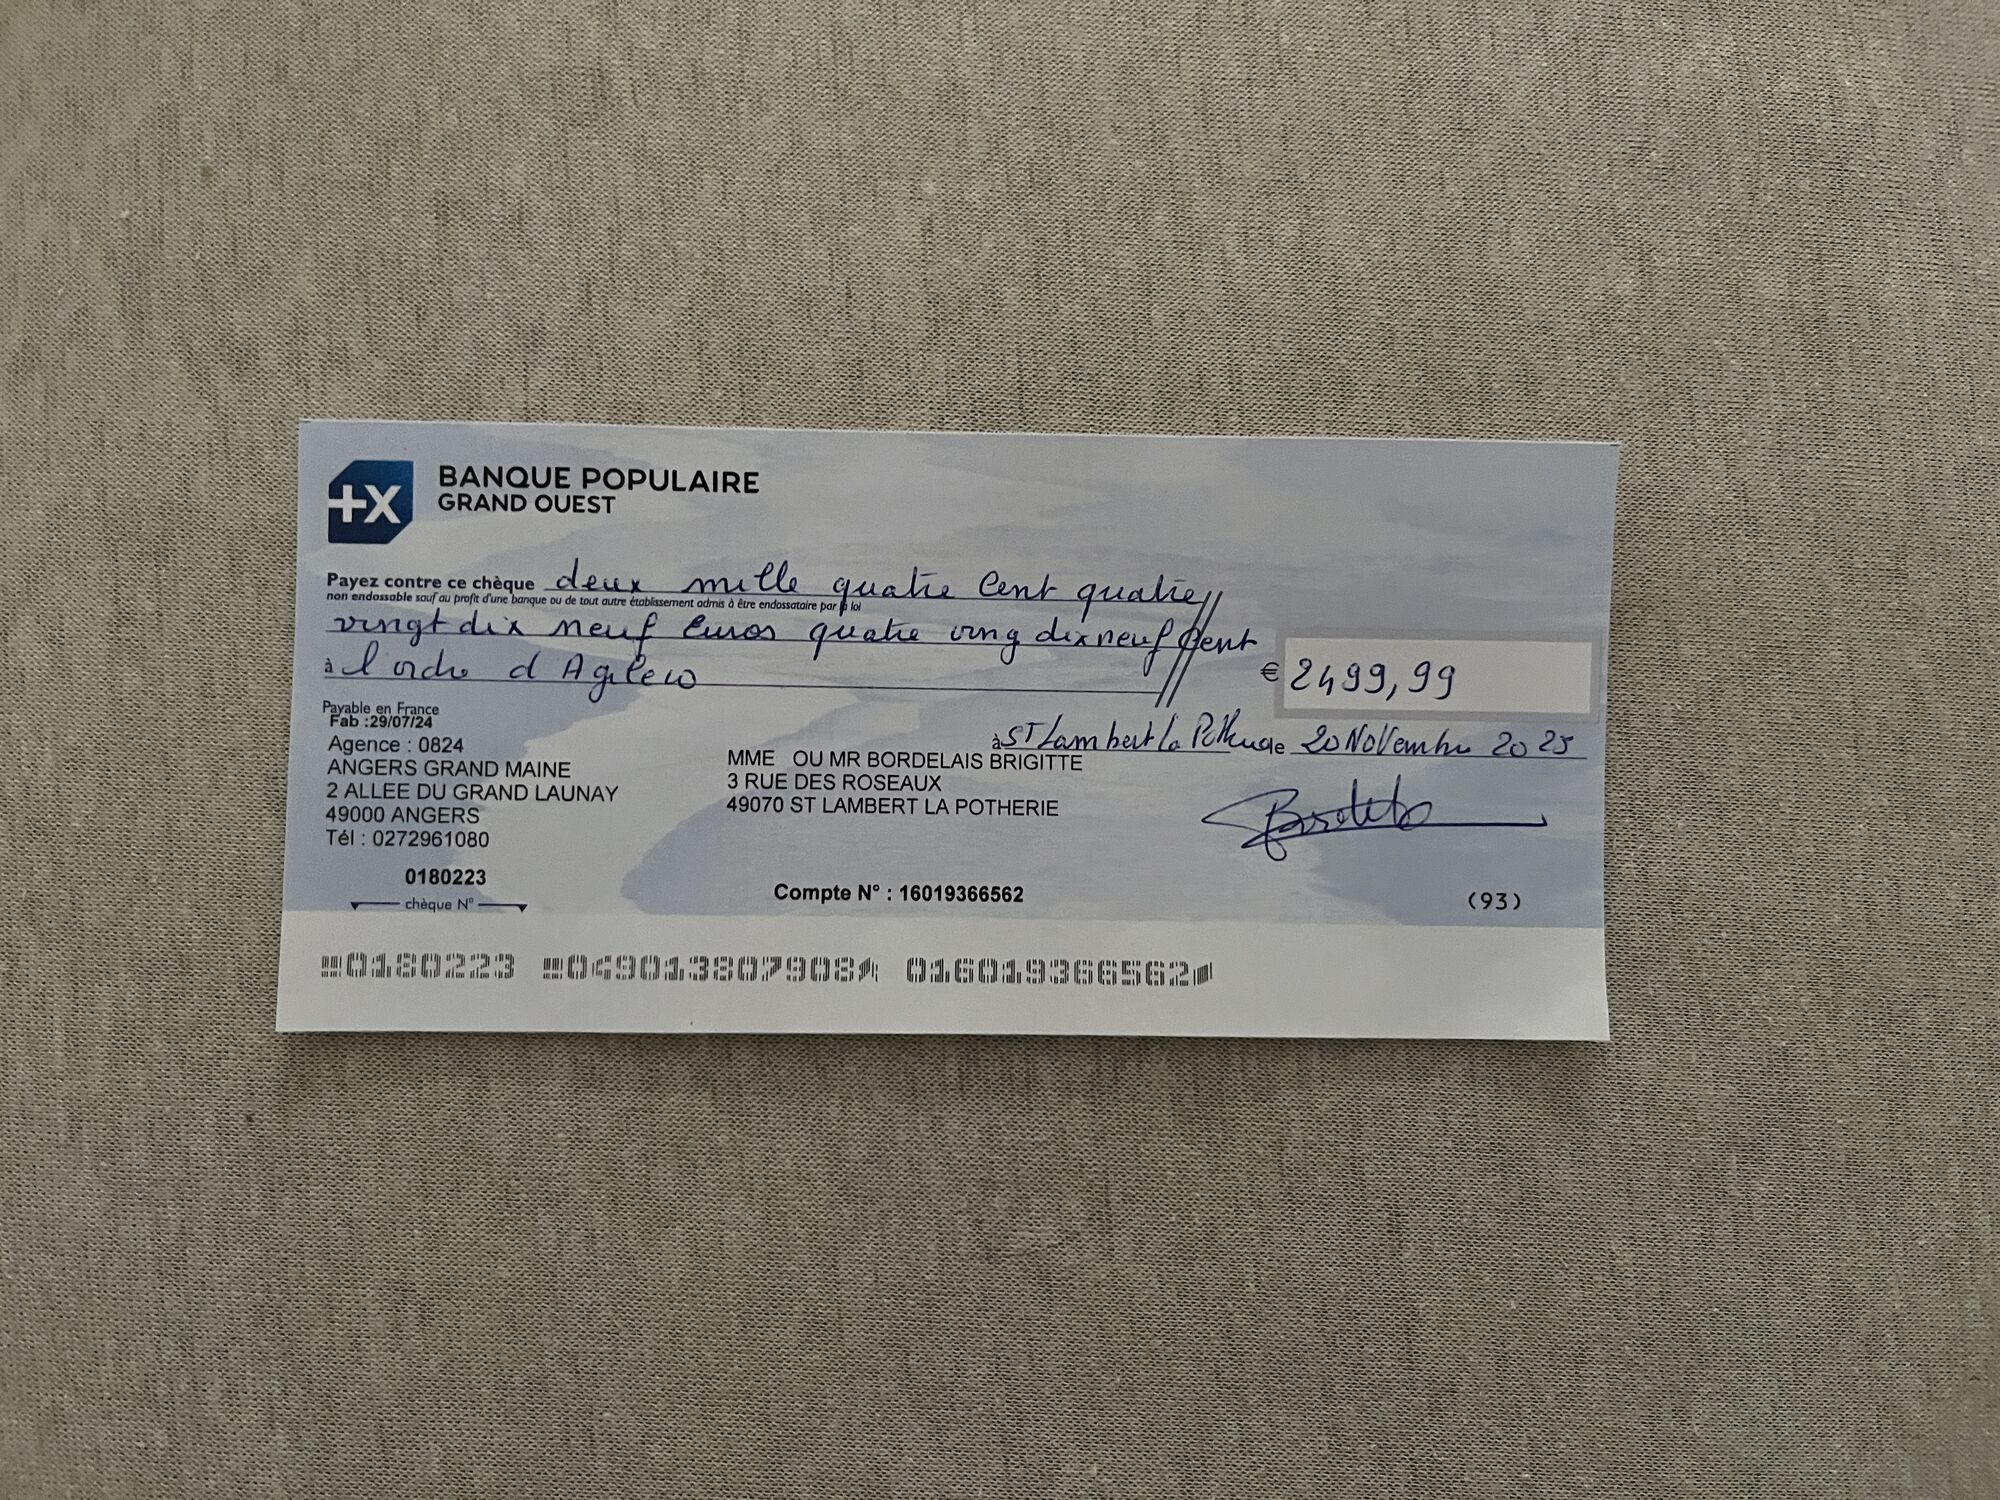 +X
BANQUE POPULAIRE
GRAND OUEST
Payez contre ce chèque deux mille quatre Cent quatre
non endossable sauf au profit d'une banque ou de tout autre établissement admis à être endossataire par la loi
vingt dix neuf Euros quatre ving dix neuf Cent
à l'ordre d'Agileco
€ 2499,99
Payable en France
Fab :29/07/24
à ST Lambert la Potherie le 20 Novembre 2025
Agence : 0824
ANGERS GRAND MAINE
2 ALLEE DU GRAND LAUNAY
49000 ANGERS
Tél : 0272961080
MME OU MR BORDELAIS BRIGITTE
3 RUE DES ROSEAUX
49070 ST LAMBERT LA POTHERIE
0180223
chèque N°
Compte N° : 16019366562
(93)
0180223 049013807908 016019366562